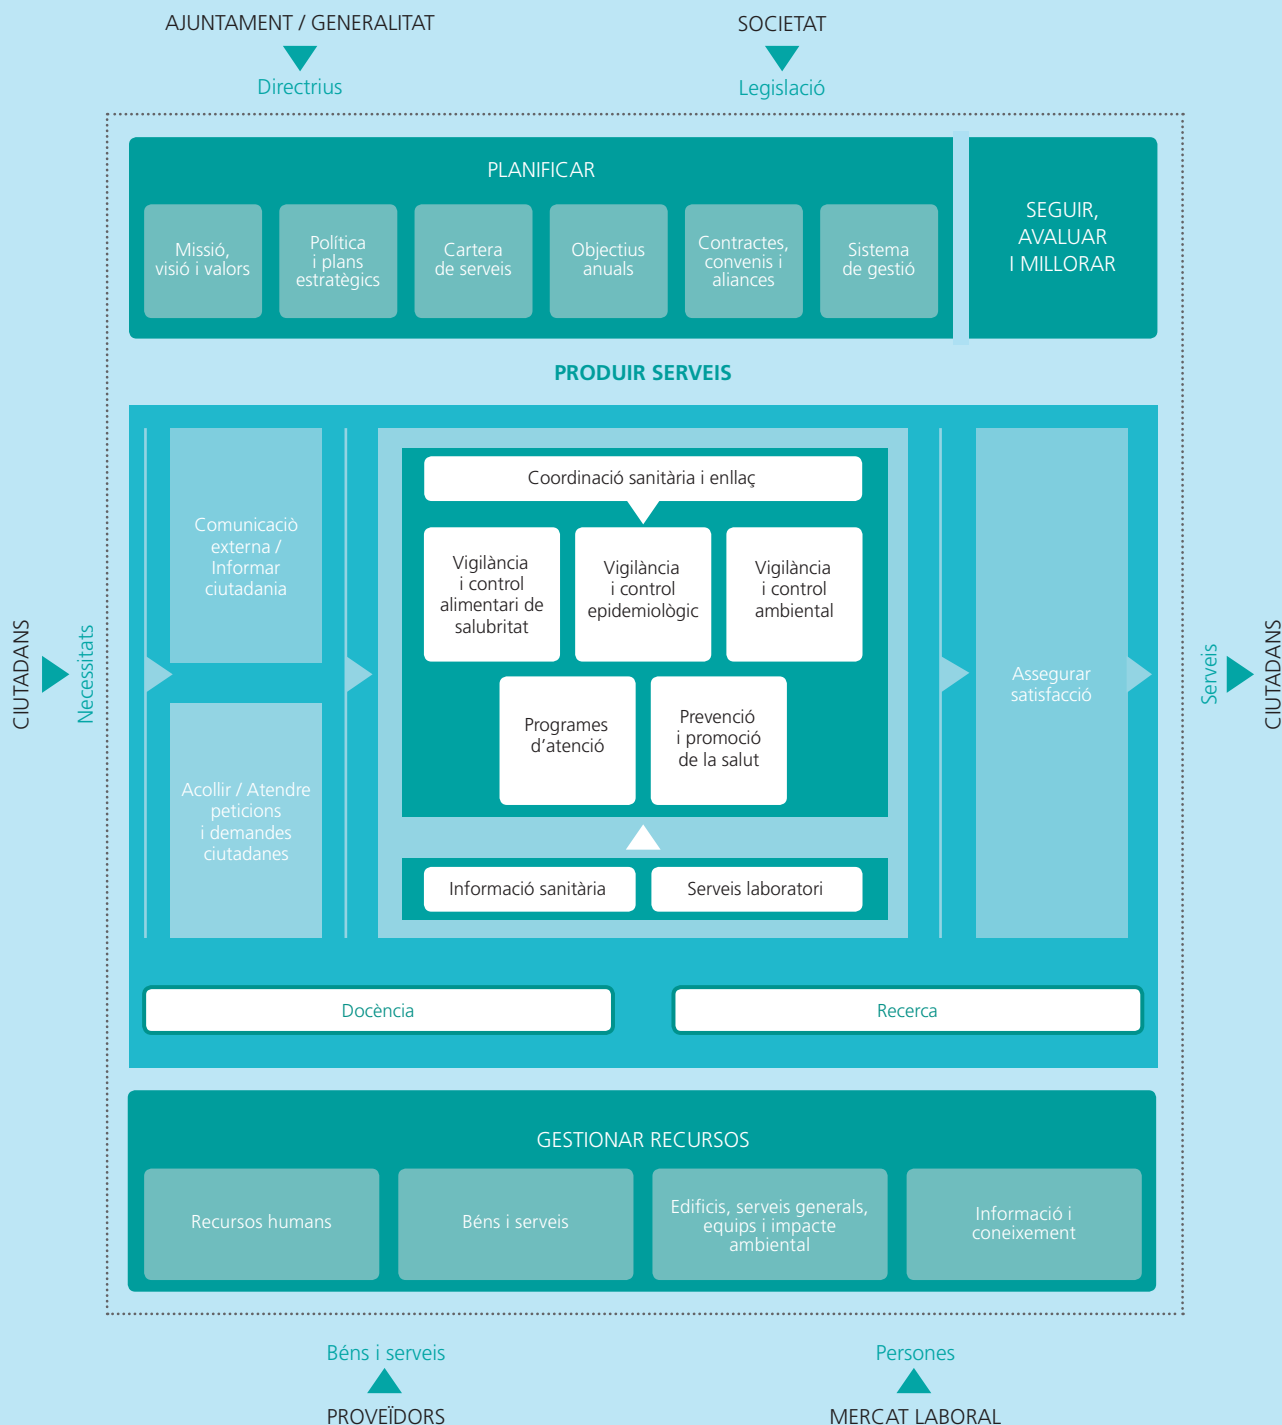 AJUNTAMENT / GENERALITAT
SOCIETAT
Directrius
Legislació
PLANIFICAR
Missió,
visió i valors
Política
i plans
estratègics
Cartera
de serveis
Objectius
anuals
Contractes,
convenis i
aliances
Sistema
de gestió
SEGUIR,
AVALUAR
I MILLORAR
PRODUIR SERVEIS
CIUTADANS
Necessitats
Comunicaciò
externa /
Informar
ciutadania
Acollir / Atendre
peticions
i demandes
ciutadanes
Coordinació sanitària i enllaç
Vigilància
i control
alimentari de
salubritat
Vigilància
i control
epidemiològic
Vigilància
i control
ambiental
Programes
d’atenció
Prevenció
i promoció
de la salut
Informació sanitària
Serveis laboratori
Assegurar
satisfacció
Serveis
CIUTADANS
Docència
Recerca
GESTIONAR RECURSOS
Recursos humans
Béns i serveis
Edificis, serveis generals,
equips i impacte
ambiental
Informació i
coneixement
Béns i serveis
Persones
PROVEÏDORS
MERCAT LABORAL